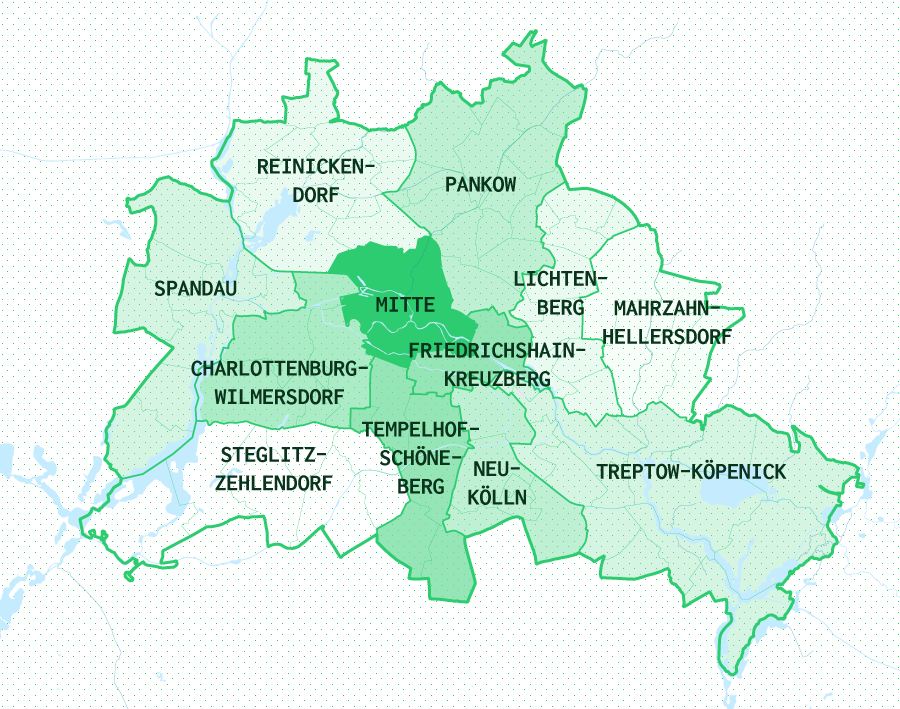 REINICKEN-
DORF
PANKOW
SPANDAU
LICHTEN-
BERG
MITTE
MAHRZAHN-
HELLERSDORF
FRIEDRICHSHAIN-
KREUZBERG
CHARLOTTENBURG-
WILMERSDORF
TEMPELHOF-
SCHÖNE-
BERG
STEGLITZ-
ZEHLENDORF
NEU-
KÖLLN
TREPTOW-KÖPENICK